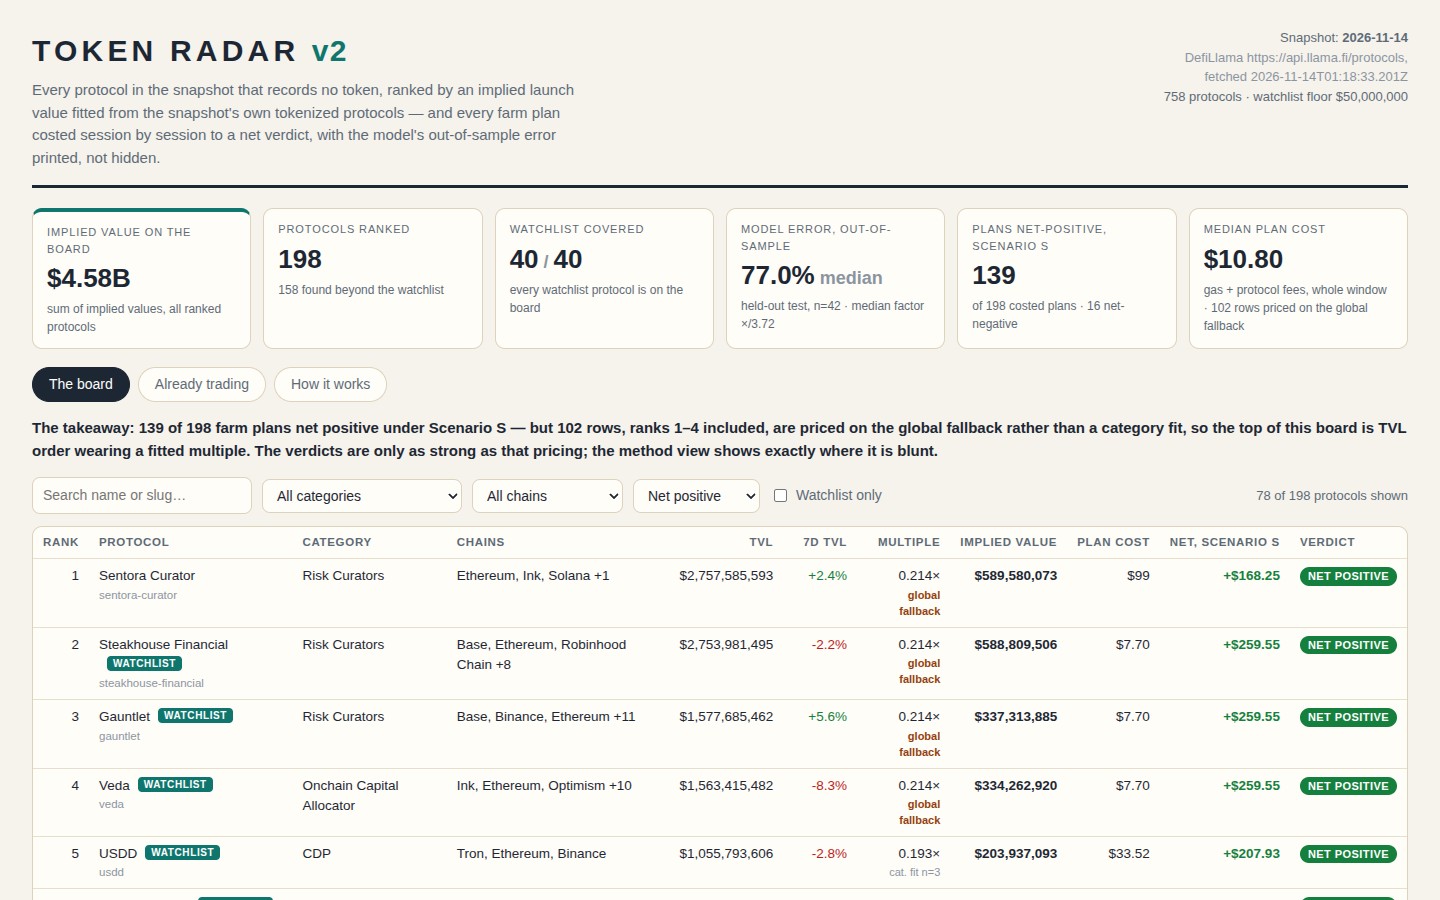 TOKEN RADAR v2
Snapshot: 2026-11-14
DefiLlama https://api.llama.fi/protocols,
fetched 2026-11-14T01:18:33.201Z
758 protocols · watchlist floor $50,000,000
Every protocol in the snapshot that records no token, ranked by an implied launch
value fitted from the snapshot's own tokenized protocols — and every farm plan
costed session by session to a net verdict, with the model's out-of-sample error
printed, not hidden.
IMPLIED VALUE ON THE
BOARD
$4.58B
sum of implied values, all ranked
protocols
PROTOCOLS RANKED
198
158 found beyond the watchlist
WATCHLIST COVERED
40 / 40
every watchlist protocol is on the
board
MODEL ERROR, OUT-OF-
SAMPLE
77.0% median
held-out test, n=42 · median factor
×/3.72
PLANS NET-POSITIVE,
SCENARIO S
139
of 198 costed plans · 16 net-
negative
MEDIAN PLAN COST
$10.80
gas + protocol fees, whole window
· 102 rows priced on the global
fallback
The board
Already trading
How it works
The takeaway: 139 of 198 farm plans net positive under Scenario S — but 102 rows, ranks 1–4 included, are priced on the global fallback rather than a category fit, so the top of this board is TVL
order wearing a fitted multiple. The verdicts are only as strong as that pricing; the method view shows exactly where it is blunt.
Search name or slug…
All categories
All chains
Net positive
Watchlist only
78 of 198 protocols shown
RANK PROTOCOL CATEGORY CHAINS TVL 7D TVL MULTIPLE IMPLIED VALUE PLAN COST NET, SCENARIO S VERDICT
1 Sentora Curator Risk Curators Ethereum, Ink, Solana +1 $2,757,585,593 +2.4% 0.214× $589,580,073 $99 +$168.25 NET POSITIVE
sentora-curator global
fallback
2 Steakhouse Financial Risk Curators Base, Ethereum, Robinhood $2,753,981,495 -2.2% 0.214× $588,809,506 $7.70 +$259.55 NET POSITIVE
WATCHLIST Chain +8 global
steakhouse-financial fallback
3 Gauntlet WATCHLIST Risk Curators Base, Binance, Ethereum +11 $1,577,685,462 +5.6% 0.214× $337,313,885 $7.70 +$259.55 NET POSITIVE
gauntlet global
fallback
4 Veda WATCHLIST Onchain Capital Ink, Ethereum, Optimism +10 $1,563,415,482 -8.3% 0.214× $334,262,920 $7.70 +$259.55 NET POSITIVE
veda Allocator global
fallback
5 USDD WATCHLIST CDP Tron, Ethereum, Binance $1,055,793,606 -2.8% 0.193× $203,937,093 $33.52 +$207.93 NET POSITIVE
usdd cat. fit n=3